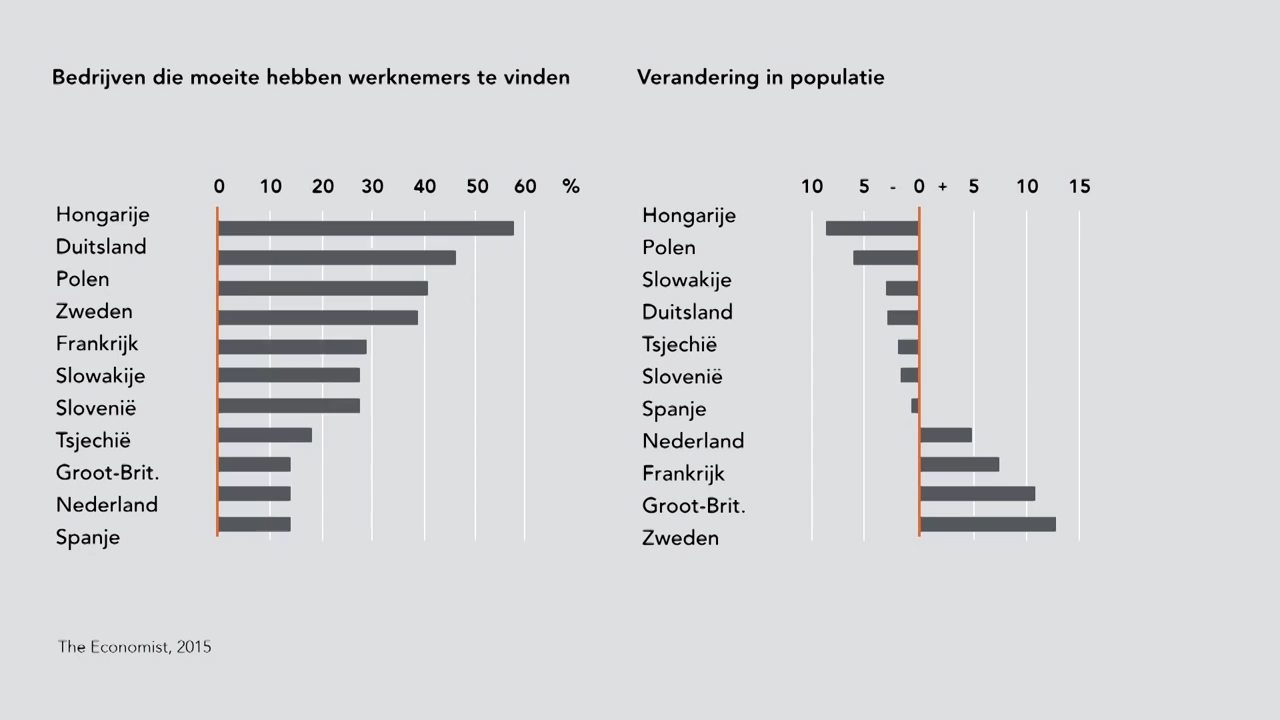 Bedrijven die moeite hebben werknemers te vinden
0 10 20 30 40 50 60 %
Hongarije
Duitsland
Polen
Zweden
Frankrijk
Slowakije
Slovenië
Tsjechië
Groot-Brit.
Nederland
Spanje
Verandering in populatie
10 5 - 0 + 5 10 15
Hongarije
Polen
Slowakije
Duitsland
Tsjechië
Slovenië
Spanje
Nederland
Frankrijk
Groot-Brit.
Zweden
The Economist, 2015